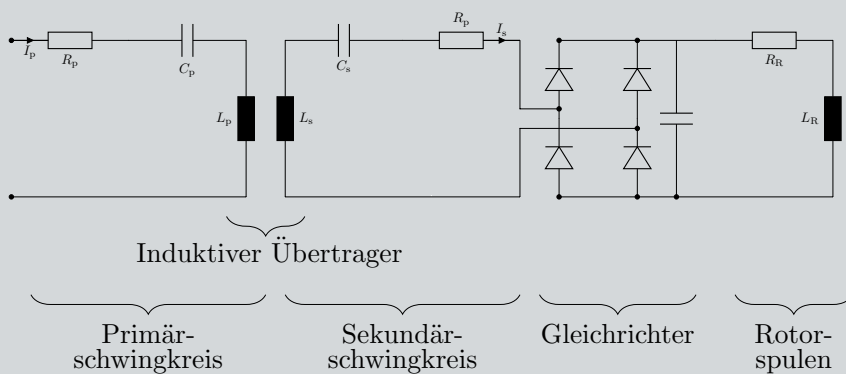 I_p
R_p
C_p
L_p
L_s
C_s
R_p
I_s
R_R
L_R
Induktiver Übertrager
Primär-
schwingkreis
Sekundär-
schwingkreis
Gleichrichter
Rotor-
spulen